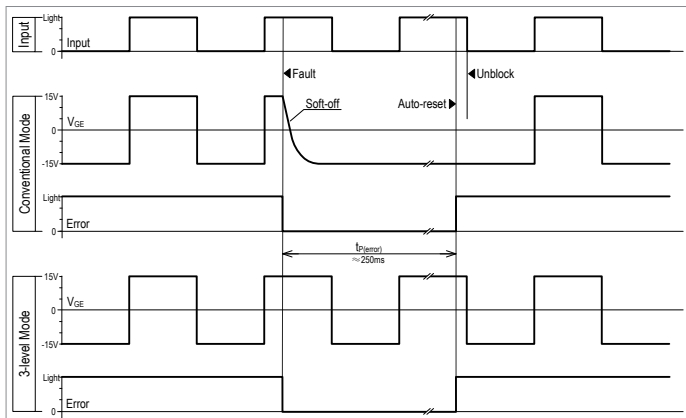 Input
Light
0
Input
Fault
Unblock
Auto-reset
Conventional Mode
15V
VGE
0
-15V
Soft-off
Light
Error
0
tP(error)
≈250ms
3-level Mode
15V
VGE
0
-15V
Light
Error
0